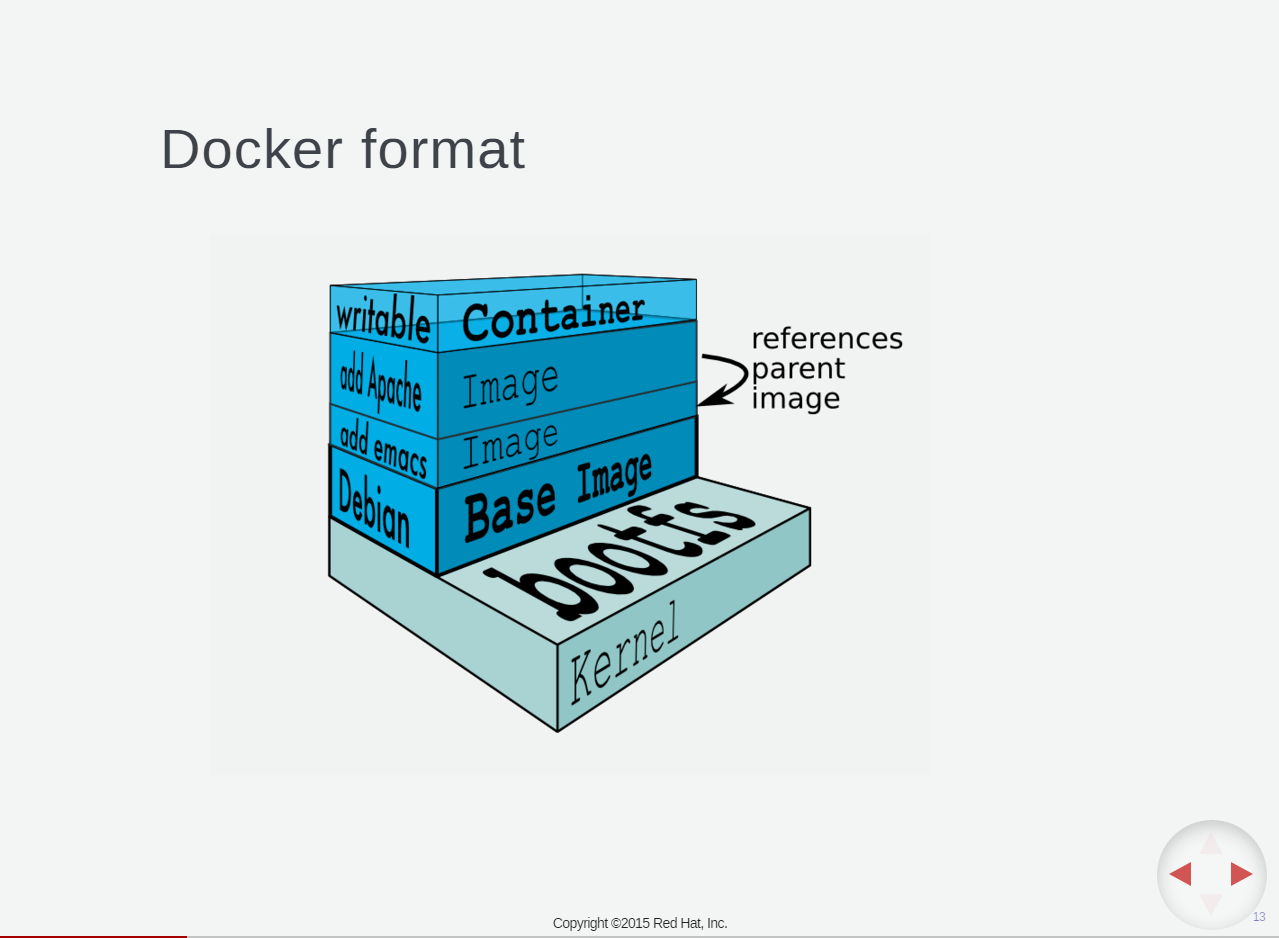 Docker format
writable
Container
add Apache
Image
references
parent
image
add emacs
Image
Debian
Base Image
bootfs
Kernel
Copyright ©2015 Red Hat, Inc.
13